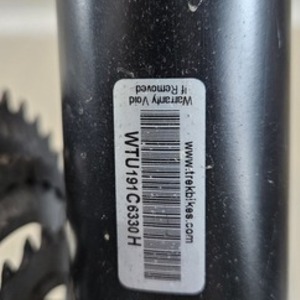 Warranty Void
If Removed
www.trekbikes.com
WTU191C6330H